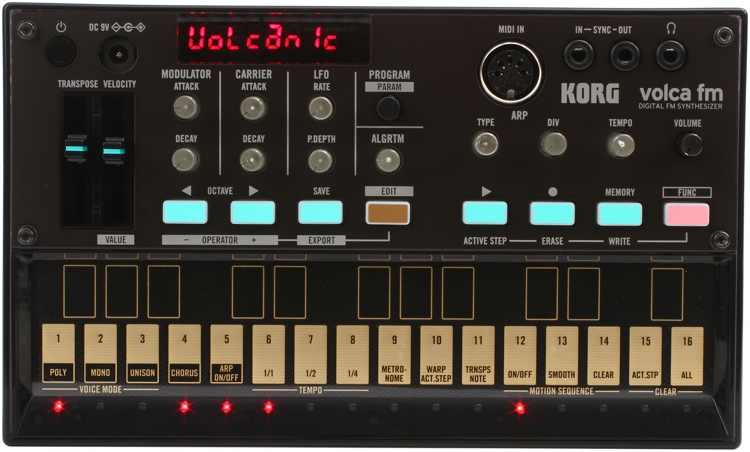 DC 9V
VoLcanIc
MIDI IN
IN SYNC OUT
TRANSPOSE VELOCITY
MODULATOR
ATTACK
CARRIER
ATTACK
LFO
RATE
PROGRAM
PARAM
KORG
volca fm
DIGITAL FM SYNTHESIZER
ARP
TYPE DIV TEMPO VOLUME
DECAY DECAY P.DEPTH ALGRTM
OCTAVE SAVE EDIT MEMORY FUNC
VALUE
− OPERATOR + EXPORT
ACTIVE STEP ERASE WRITE
1 2 3 4 5 6 7 8 9 10 11 12 13 14 15 16
POLY MONO UNISON CHORUS
ARP
ON/OFF
1/1 1/2 1/4
METRO-
NOME
WARP
ACT.STEP
TRNSPS
NOTE
ON/OFF SMOOTH CLEAR ACT.STP ALL
VOICE MODE TEMPO MOTION SEQUENCE CLEAR